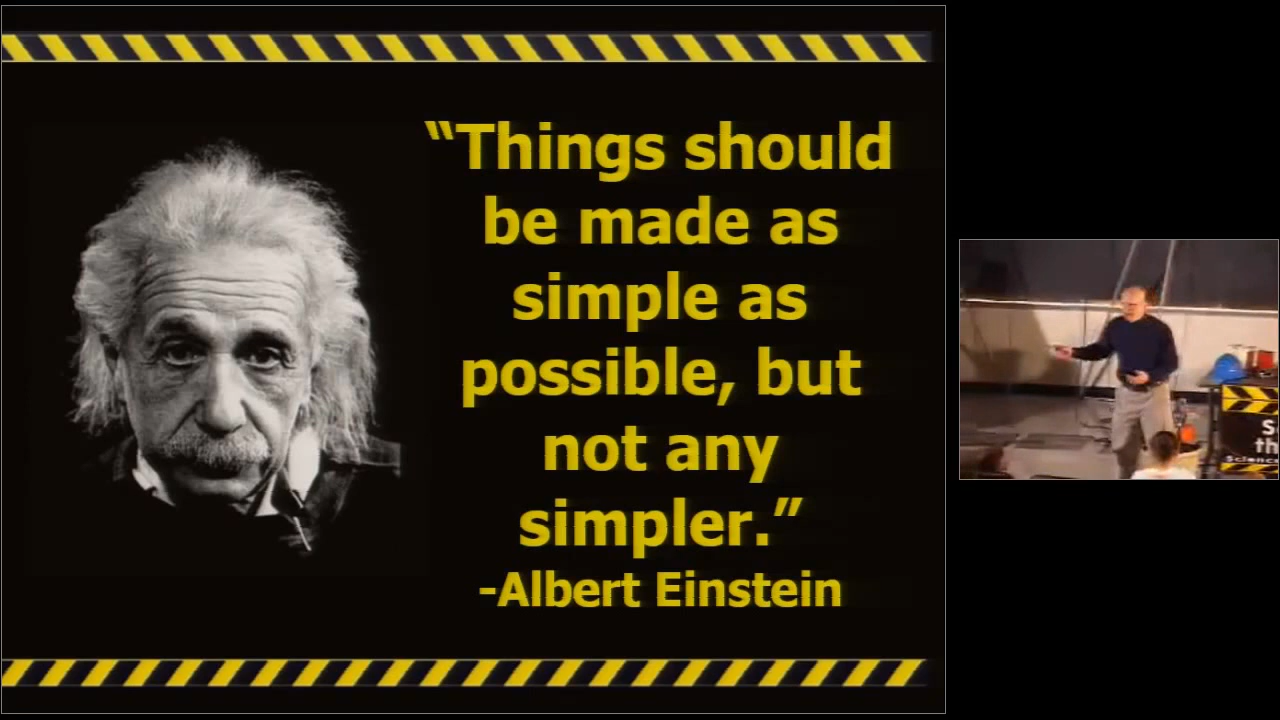 “Things should
be made as
simple as
possible, but
not any
simpler.”
-Albert Einstein